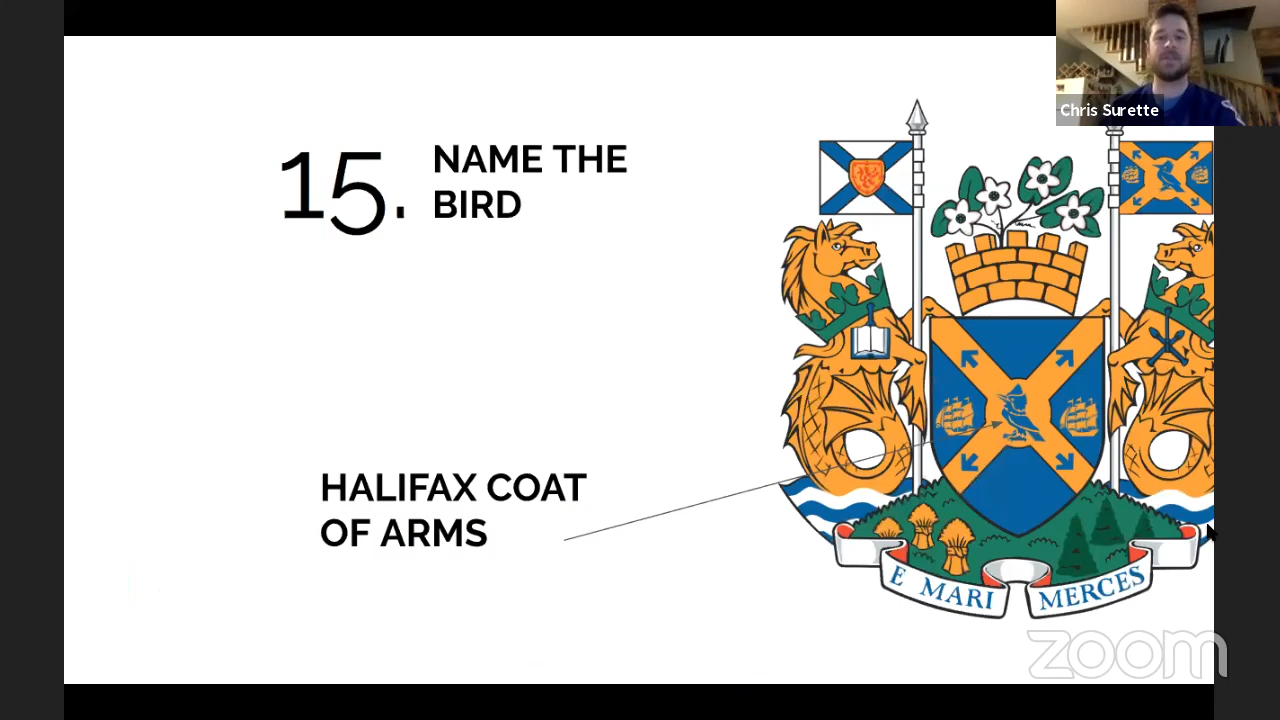 Chris Surette
15. NAME THE
BIRD
HALIFAX COAT
OF ARMS
E MARI MERCES
zoom